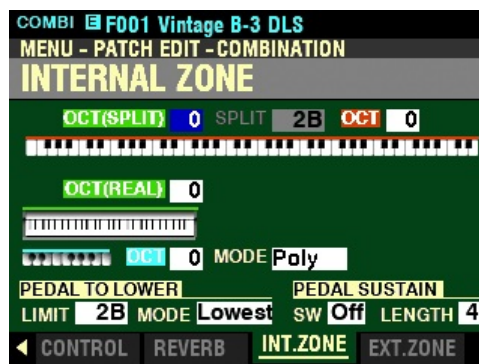 COMBI E F001 Vintage B-3 DLS
MENU - PATCH EDIT - COMBINATION
INTERNAL ZONE
OCT(SPLIT) 0 SPLIT 2B OCT 0
OCT(REAL) 0
OCT 0 MODE Poly
PEDAL TO LOWER PEDAL SUSTAIN
LIMIT 2B MODE Lowest SW Off LENGTH 4
CONTROL REVERB INT.ZONE EXT.ZONE